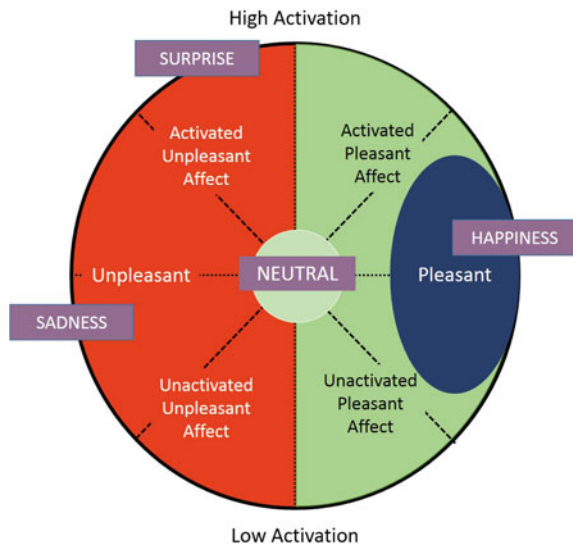 High Activation
SURPRISE
Activated
Unpleasant
Affect
Activated
Pleasant
Affect
HAPPINESS
Unpleasant
NEUTRAL
Pleasant
SADNESS
Unactivated
Unpleasant
Affect
Unactivated
Pleasant
Affect
Low Activation